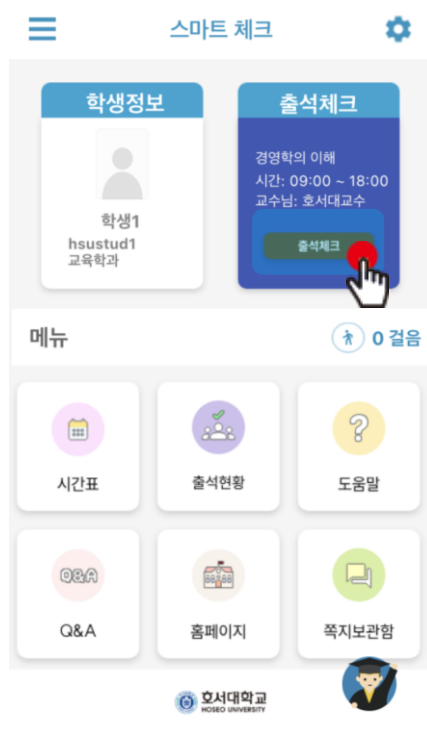 스마트 체크
학생정보
학생1
hsustud1
교육학과
출석체크
경영학의 이해
시간: 09:00 ~ 18:00
교수님: 호서대교수
출석체크
메뉴
0 걸음
시간표
출석현황
도움말
Q&A
Q&A
홈페이지
쪽지보관함
호서대학교
HOSEO UNIVERSITY